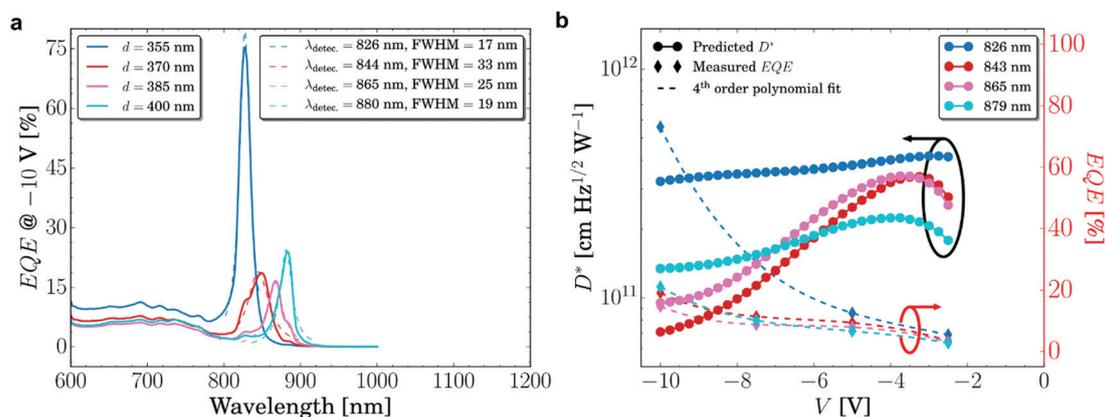 a
EQE @ −10 V [%]
75
60
45
30
15
0
d = 355 nm
d = 370 nm
d = 385 nm
d = 400 nm
λdetec. = 826 nm, FWHM = 17 nm
λdetec. = 844 nm, FWHM = 33 nm
λdetec. = 865 nm, FWHM = 25 nm
λdetec. = 880 nm, FWHM = 19 nm
600 700 800 900 1000 1100 1200
Wavelength [nm]
b
D* [cm Hz^1/2 W^−1]
10^12
10^11
Predicted D*
Measured EQE
4th order polynomial fit
826 nm
843 nm
865 nm
879 nm
100
80
60
40
20
0
EQE [%]
−10 −8 −6 −4 −2 0
V [V]